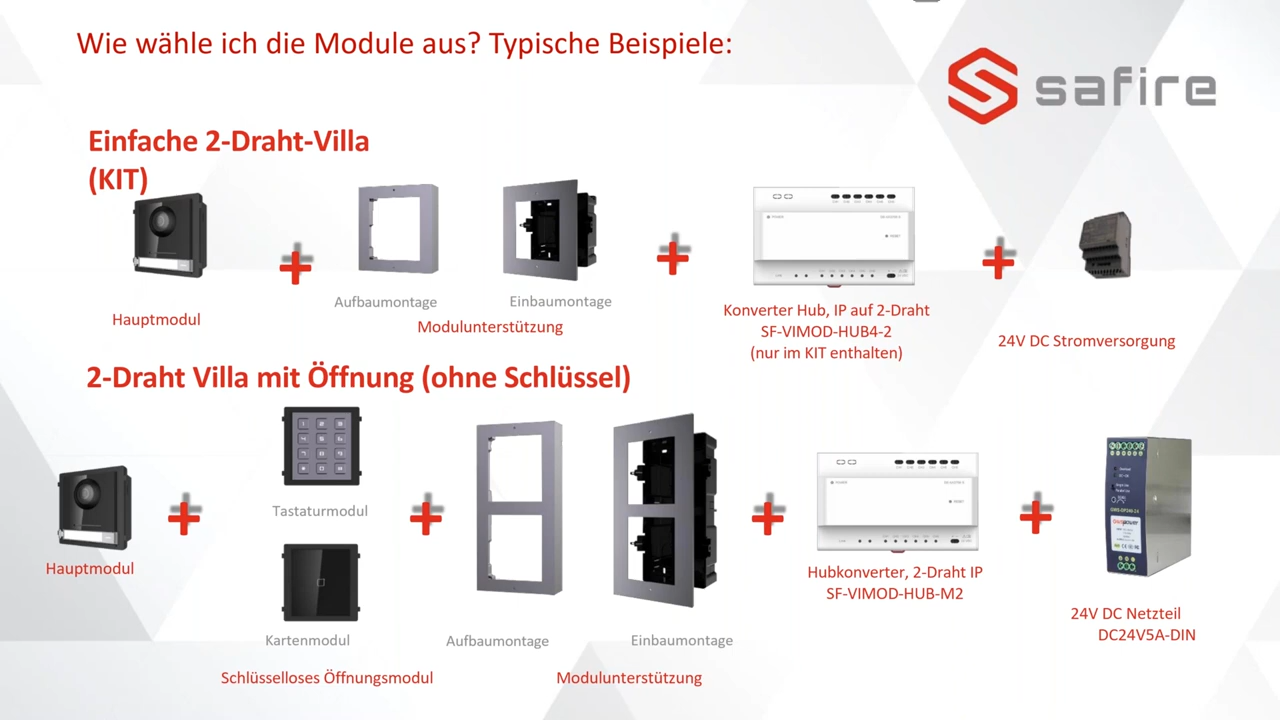 Wie wähle ich die Module aus? Typische Beispiele:
safire
Einfache 2-Draht-Villa
(KIT)
Aufbaumontage
Einbaumontage
Hauptmodul
Modulunterstützung
Konverter Hub, IP auf 2-Draht
SF-VIMOD-HUB4-2
(nur im KIT enthalten)
24V DC Stromversorgung
2-Draht Villa mit Öffnung (ohne Schlüssel)
Tastaturmodul
Hauptmodul
Kartenmodul
Schlüsselloses Öffnungsmodul
Aufbaumontage
Einbaumontage
Modulunterstützung
Hubkonverter, 2-Draht IP
SF-VIMOD-HUB-M2
24V DC Netzteil
DC24V5A-DIN